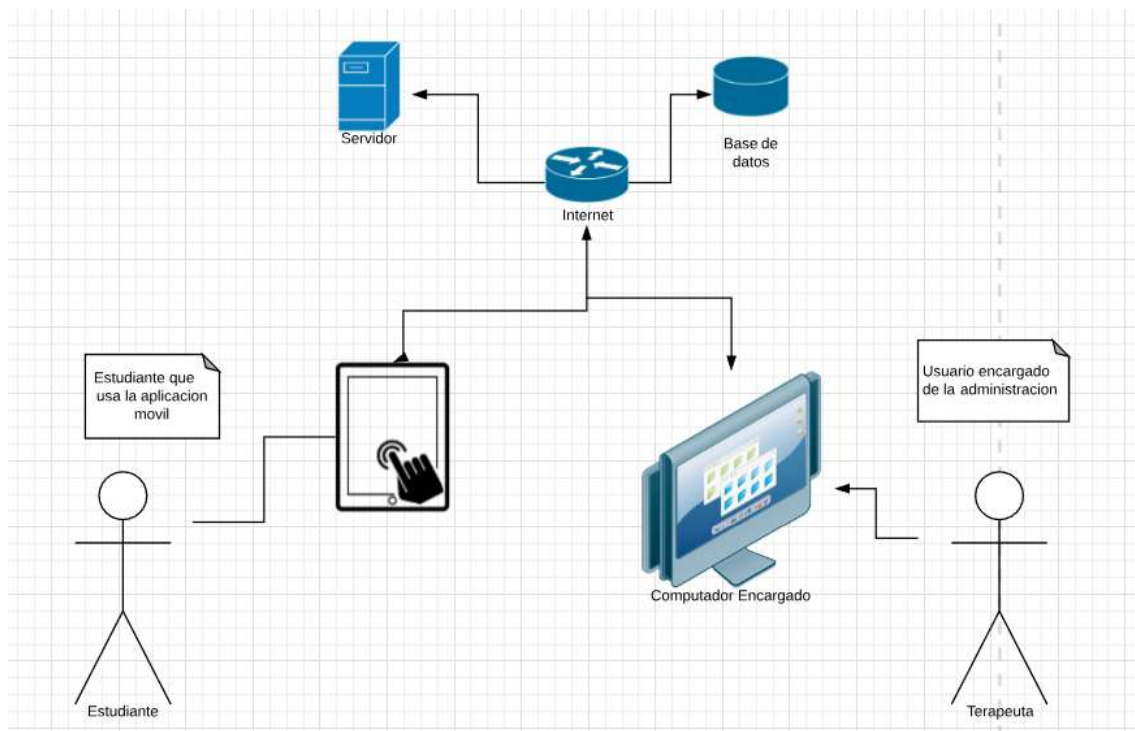 Servidor
Base de
datos
Internet
Estudiante que
usa la aplicacion
movil
Usuario encargado
de la administracion
Computador Encargado
Estudiante
Terapeuta